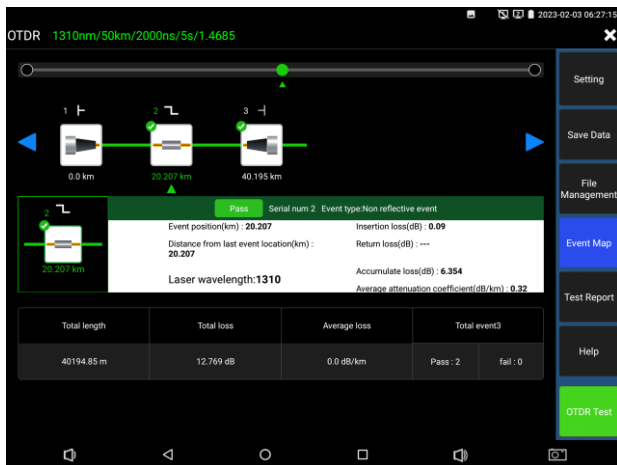 2023-02-03 06:27:15
OTDR 1310nm/50km/2000ns/5s/1.4685
Setting
1 2 3
0.0 km 20.207 km 40.195 km
Save Data
File
Management
Pass Serial num 2 Event type:Non reflective event
2
20.207 km
Event position(km) : 20.207 Insertion loss(dB) : 0.09
Distance from last event location(km) : Return loss(dB) : ---
20.207
Laser wavelength:1310 Accumulate loss(dB) : 6.354
Average attenuation coefficient(dB/km) : 0.32
Event Map
Test Report
Total length Total loss Average loss Total event3
40194.85 m 12.769 dB 0.0 dB/km Pass : 2 fail : 0
Help
OTDR Test